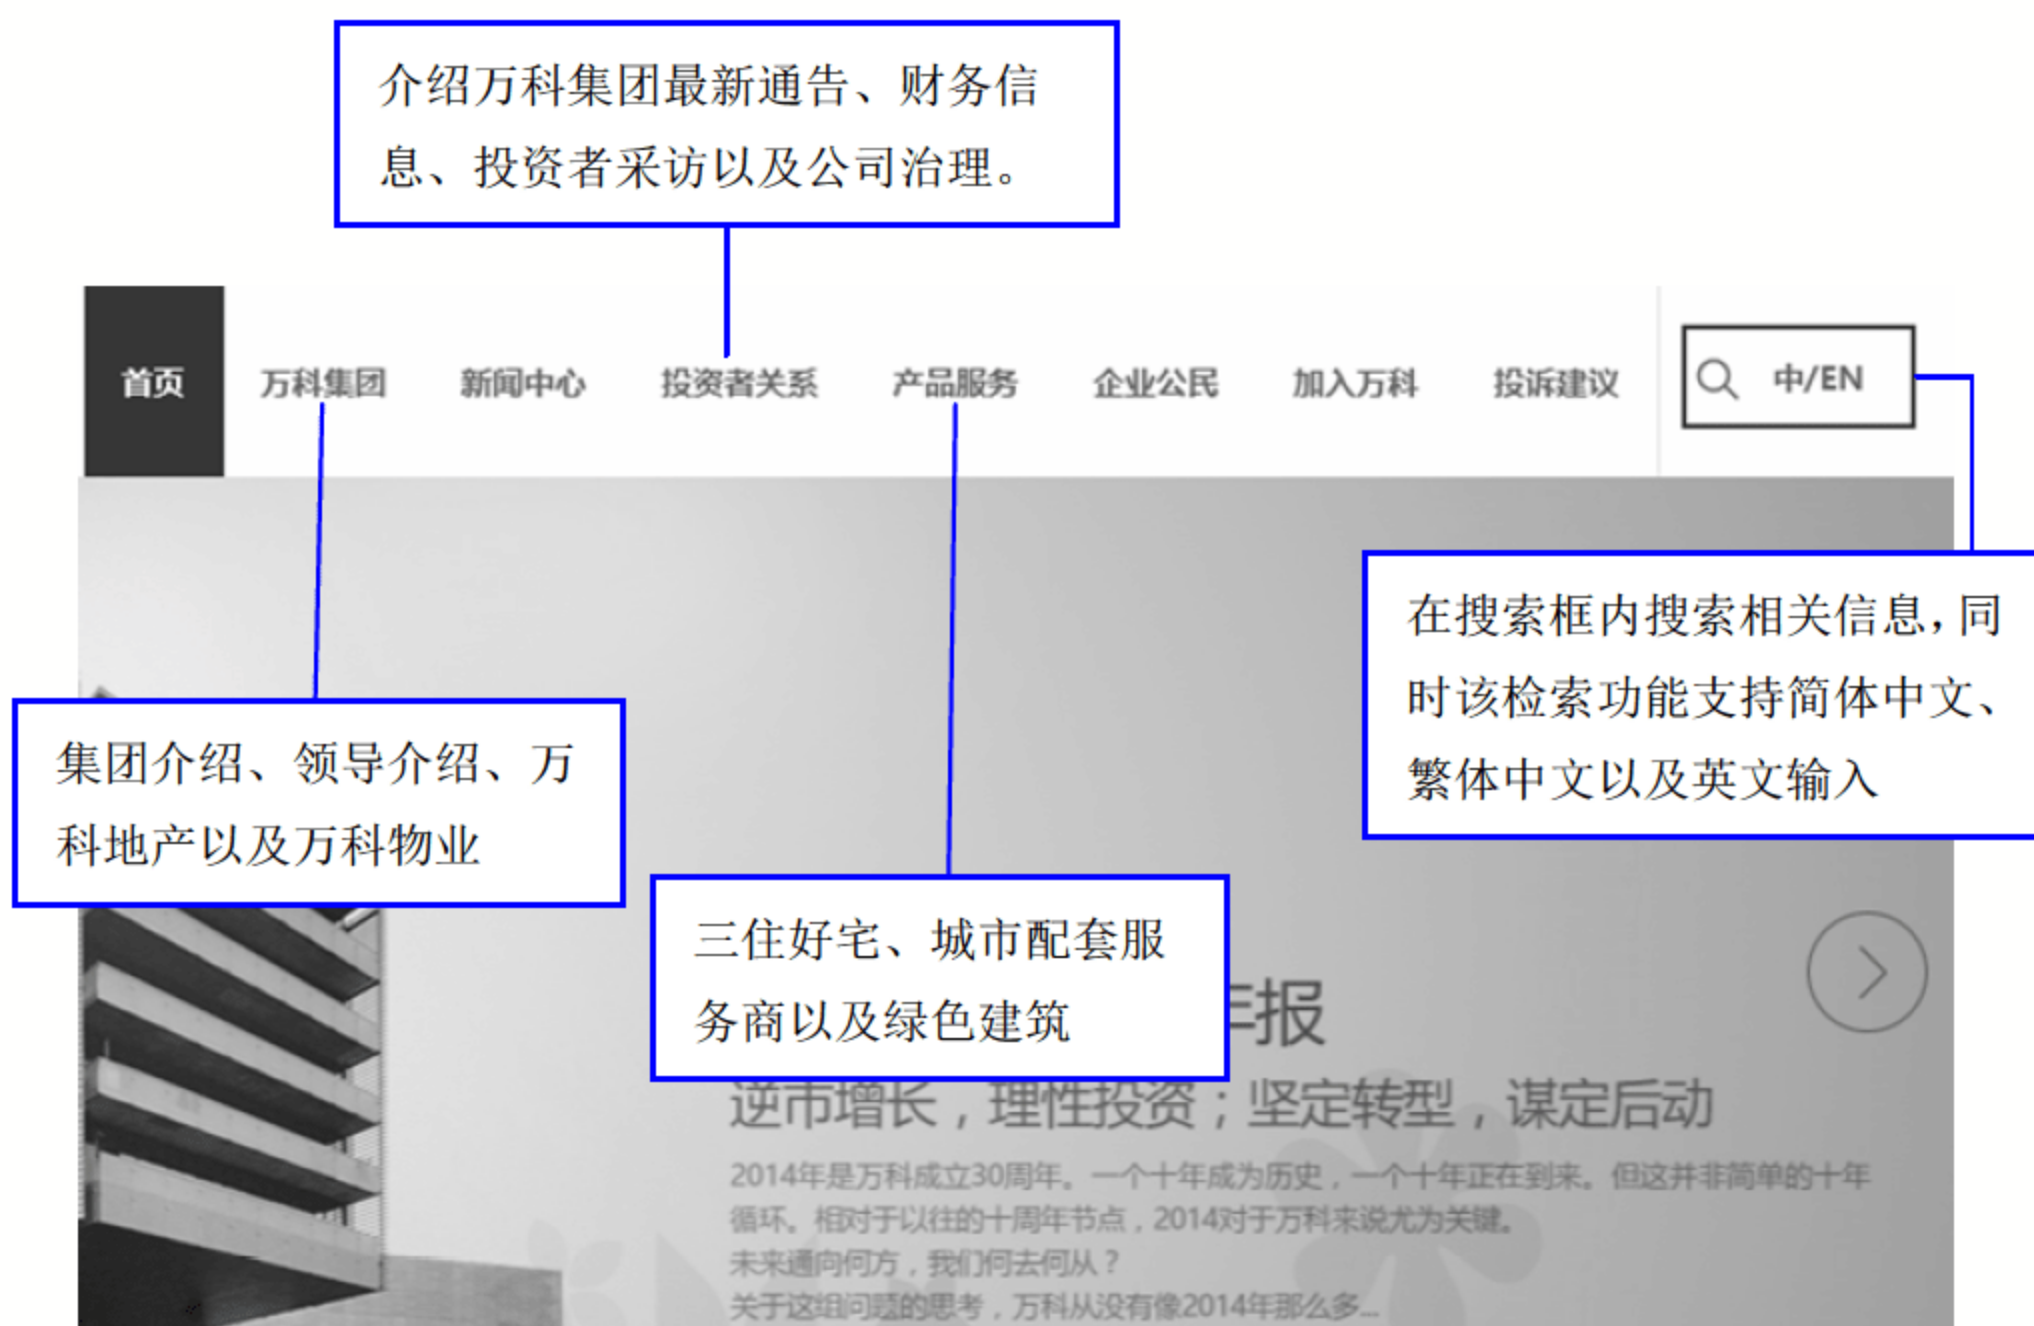 介绍万科集团最新通告、财务信
息、投资者采访以及公司治理。
首页 万科集团 新闻中心 投资者关系 产品服务 企业公民 加入万科 投诉建议 中/EN
在搜索框内搜索相关信息，同
时该检索功能支持简体中文、
繁体中文以及英文输入
集团介绍、领导介绍、万
科地产以及万科物业
三住好宅、城市配套服
务商以及绿色建筑
报
逆市增长，理性投资；坚定转型，谋定后动
2014年是万科成立30周年。一个十年成为历史，一个十年正在到来。但这并非简单的十年
循环。相对于以往的十周年节点，2014对于万科来说尤为关键。
未来通向何方，我们何去何从？
关于这组问题的思考，万科从没有像2014年那么多...